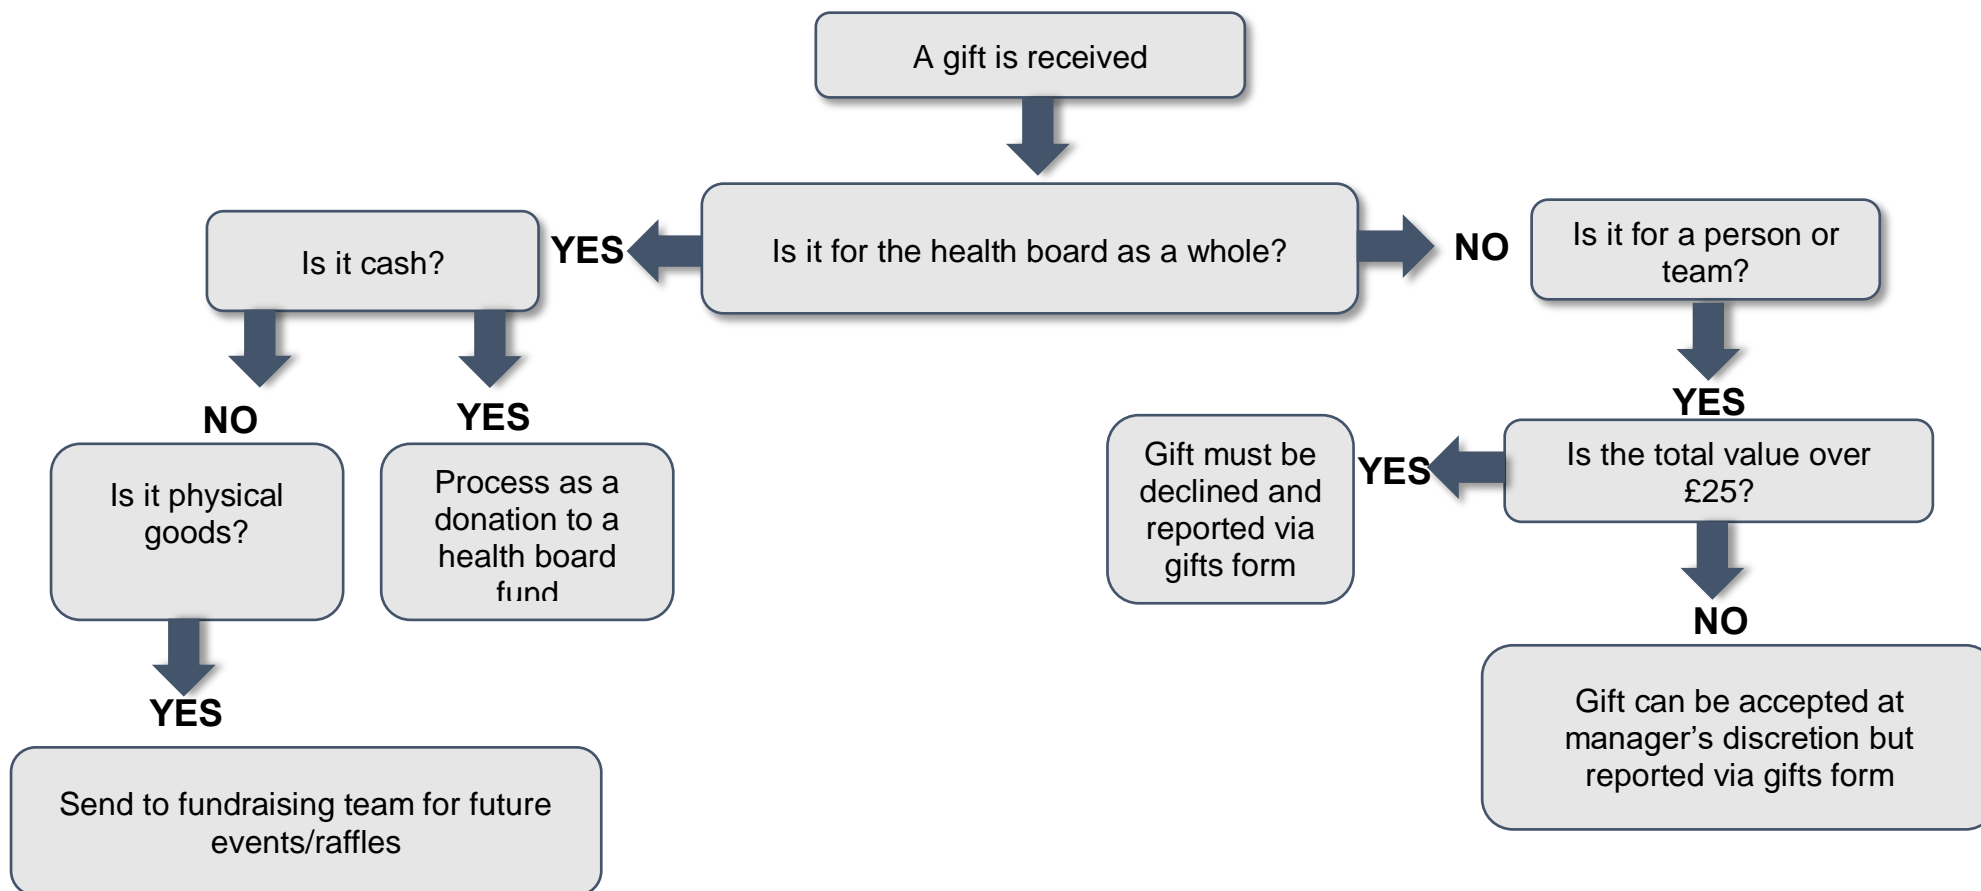 A gift is received
Is it for the health board as a whole?
YES
Is it cash?
NO
Is it for a person or
team?
NO
YES
Is it physical
goods?
Process as a
donation to a
health board
fund
YES
Send to fundraising team for future
events/raffles
YES
Is the total value over
£25?
YES
Gift must be
declined and
reported via
gifts form
NO
Gift can be accepted at
manager’s discretion but
reported via gifts form